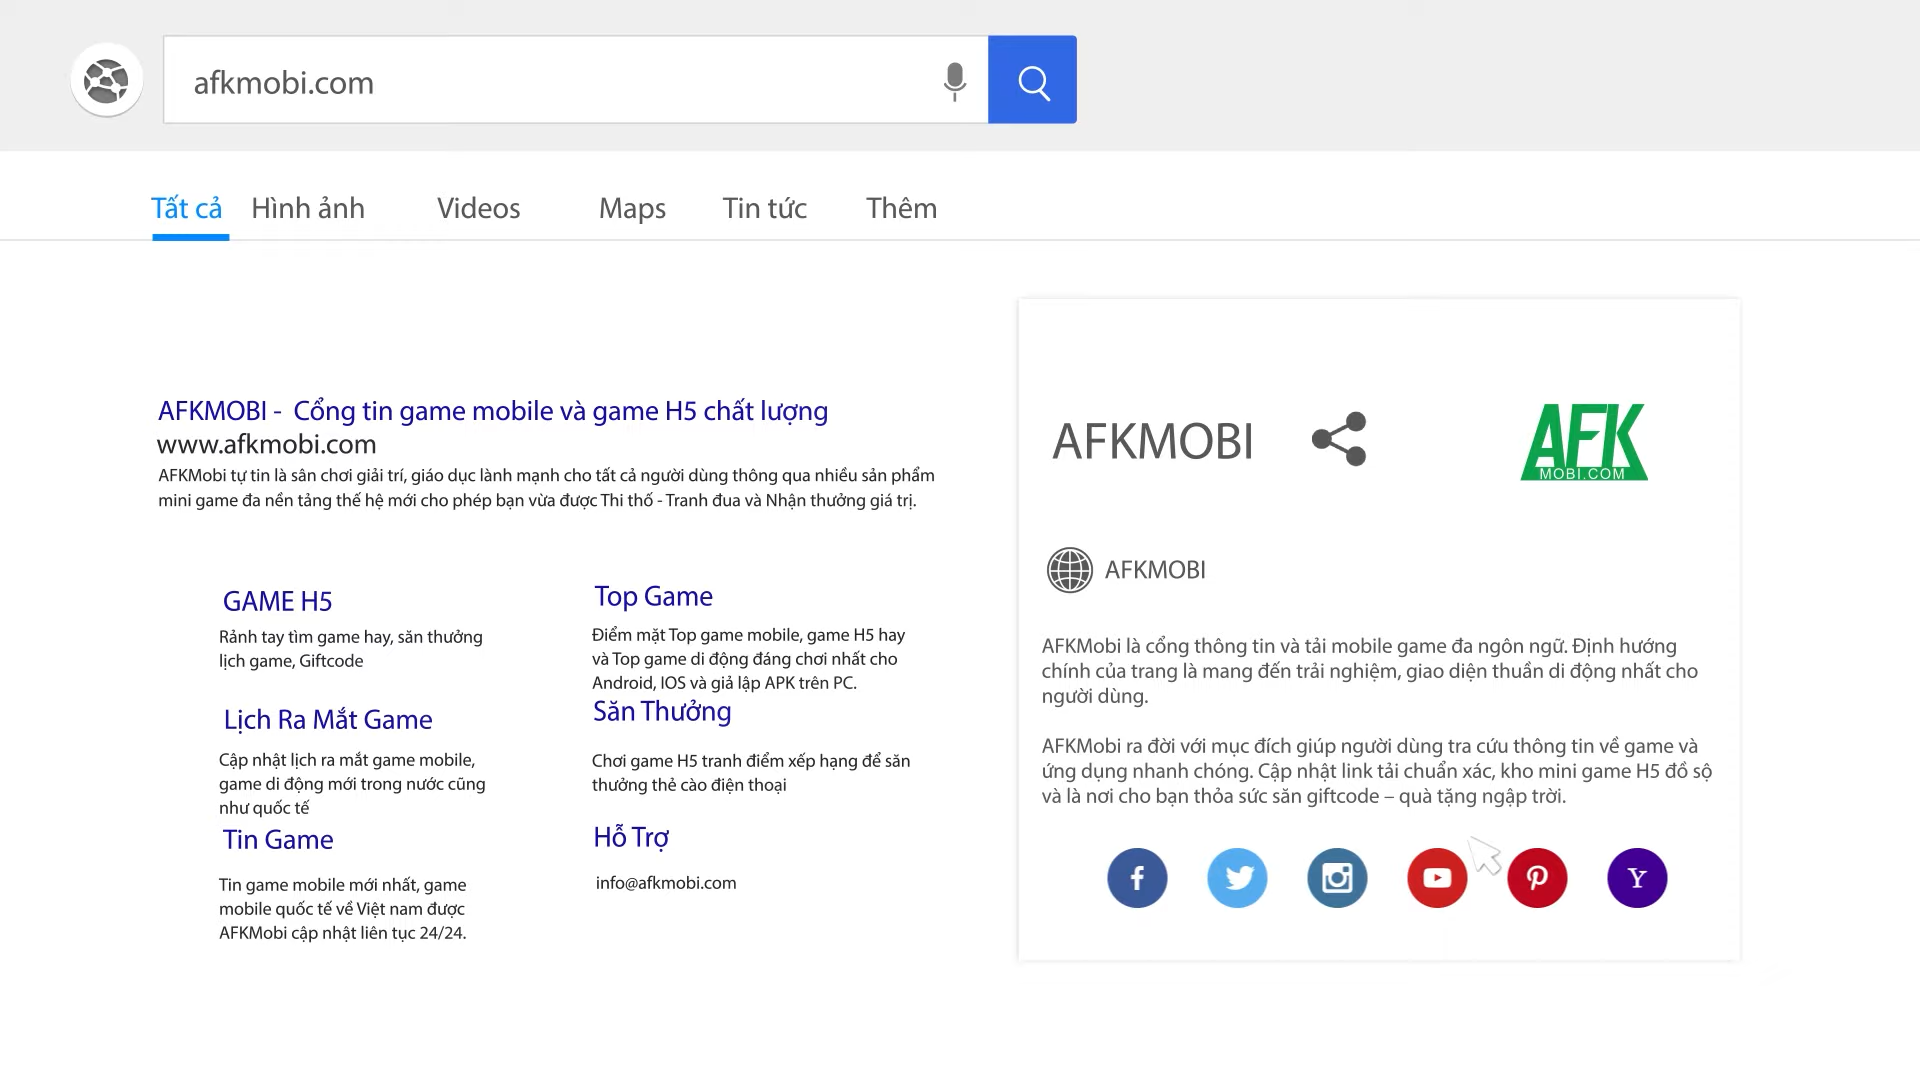 afkmobi.com
Tất cả
Hình ảnh
Videos
Maps
Tin tức
Thêm
AFKMOBI - Cổng tin game mobile và game H5 chất lượng
www.afkmobi.com
AFKMobi tự tin là sân chơi giải trí, giáo dục lành mạnh cho tất cả người dùng thông qua nhiều sản phẩm
mini game đa nền tảng thế hệ mới cho phép bạn vừa được Thi thố - Tranh đua và Nhận thưởng giá trị.
GAME H5
Rảnh tay tìm game hay, săn thưởng
lịch game, Giftcode
Lịch Ra Mắt Game
Cập nhật lịch ra mắt game mobile,
game di động mới trong nước cũng
như quốc tế
Tin Game
Tin game mobile mới nhất, game
mobile quốc tế về Việt nam được
AFKMobi cập nhật liên tục 24/24.
Top Game
Điểm mặt Top game mobile, game H5 hay
và Top game di động đáng chơi nhất cho
Android, IOS và giả lập APK trên PC.
Săn Thưởng
Chơi game H5 tranh điểm xếp hạng để săn
thưởng thẻ cào điện thoại
Hỗ Trợ
info@afkmobi.com
AFKMOBI
AFK
MOBI.COM
AFKMOBI
AFKMobi là cổng thông tin và tải mobile game đa ngôn ngữ. Định hướng
chính của trang là mang đến trải nghiệm, giao diện thuần di động nhất cho
người dùng.
AFKMobi ra đời với mục đích giúp người dùng tra cứu thông tin về game và
ứng dụng nhanh chóng. Cập nhật link tải chuẩn xác, kho mini game H5 đồ sộ
và là nơi cho bạn thỏa sức săn giftcode – quà tặng ngập trời.